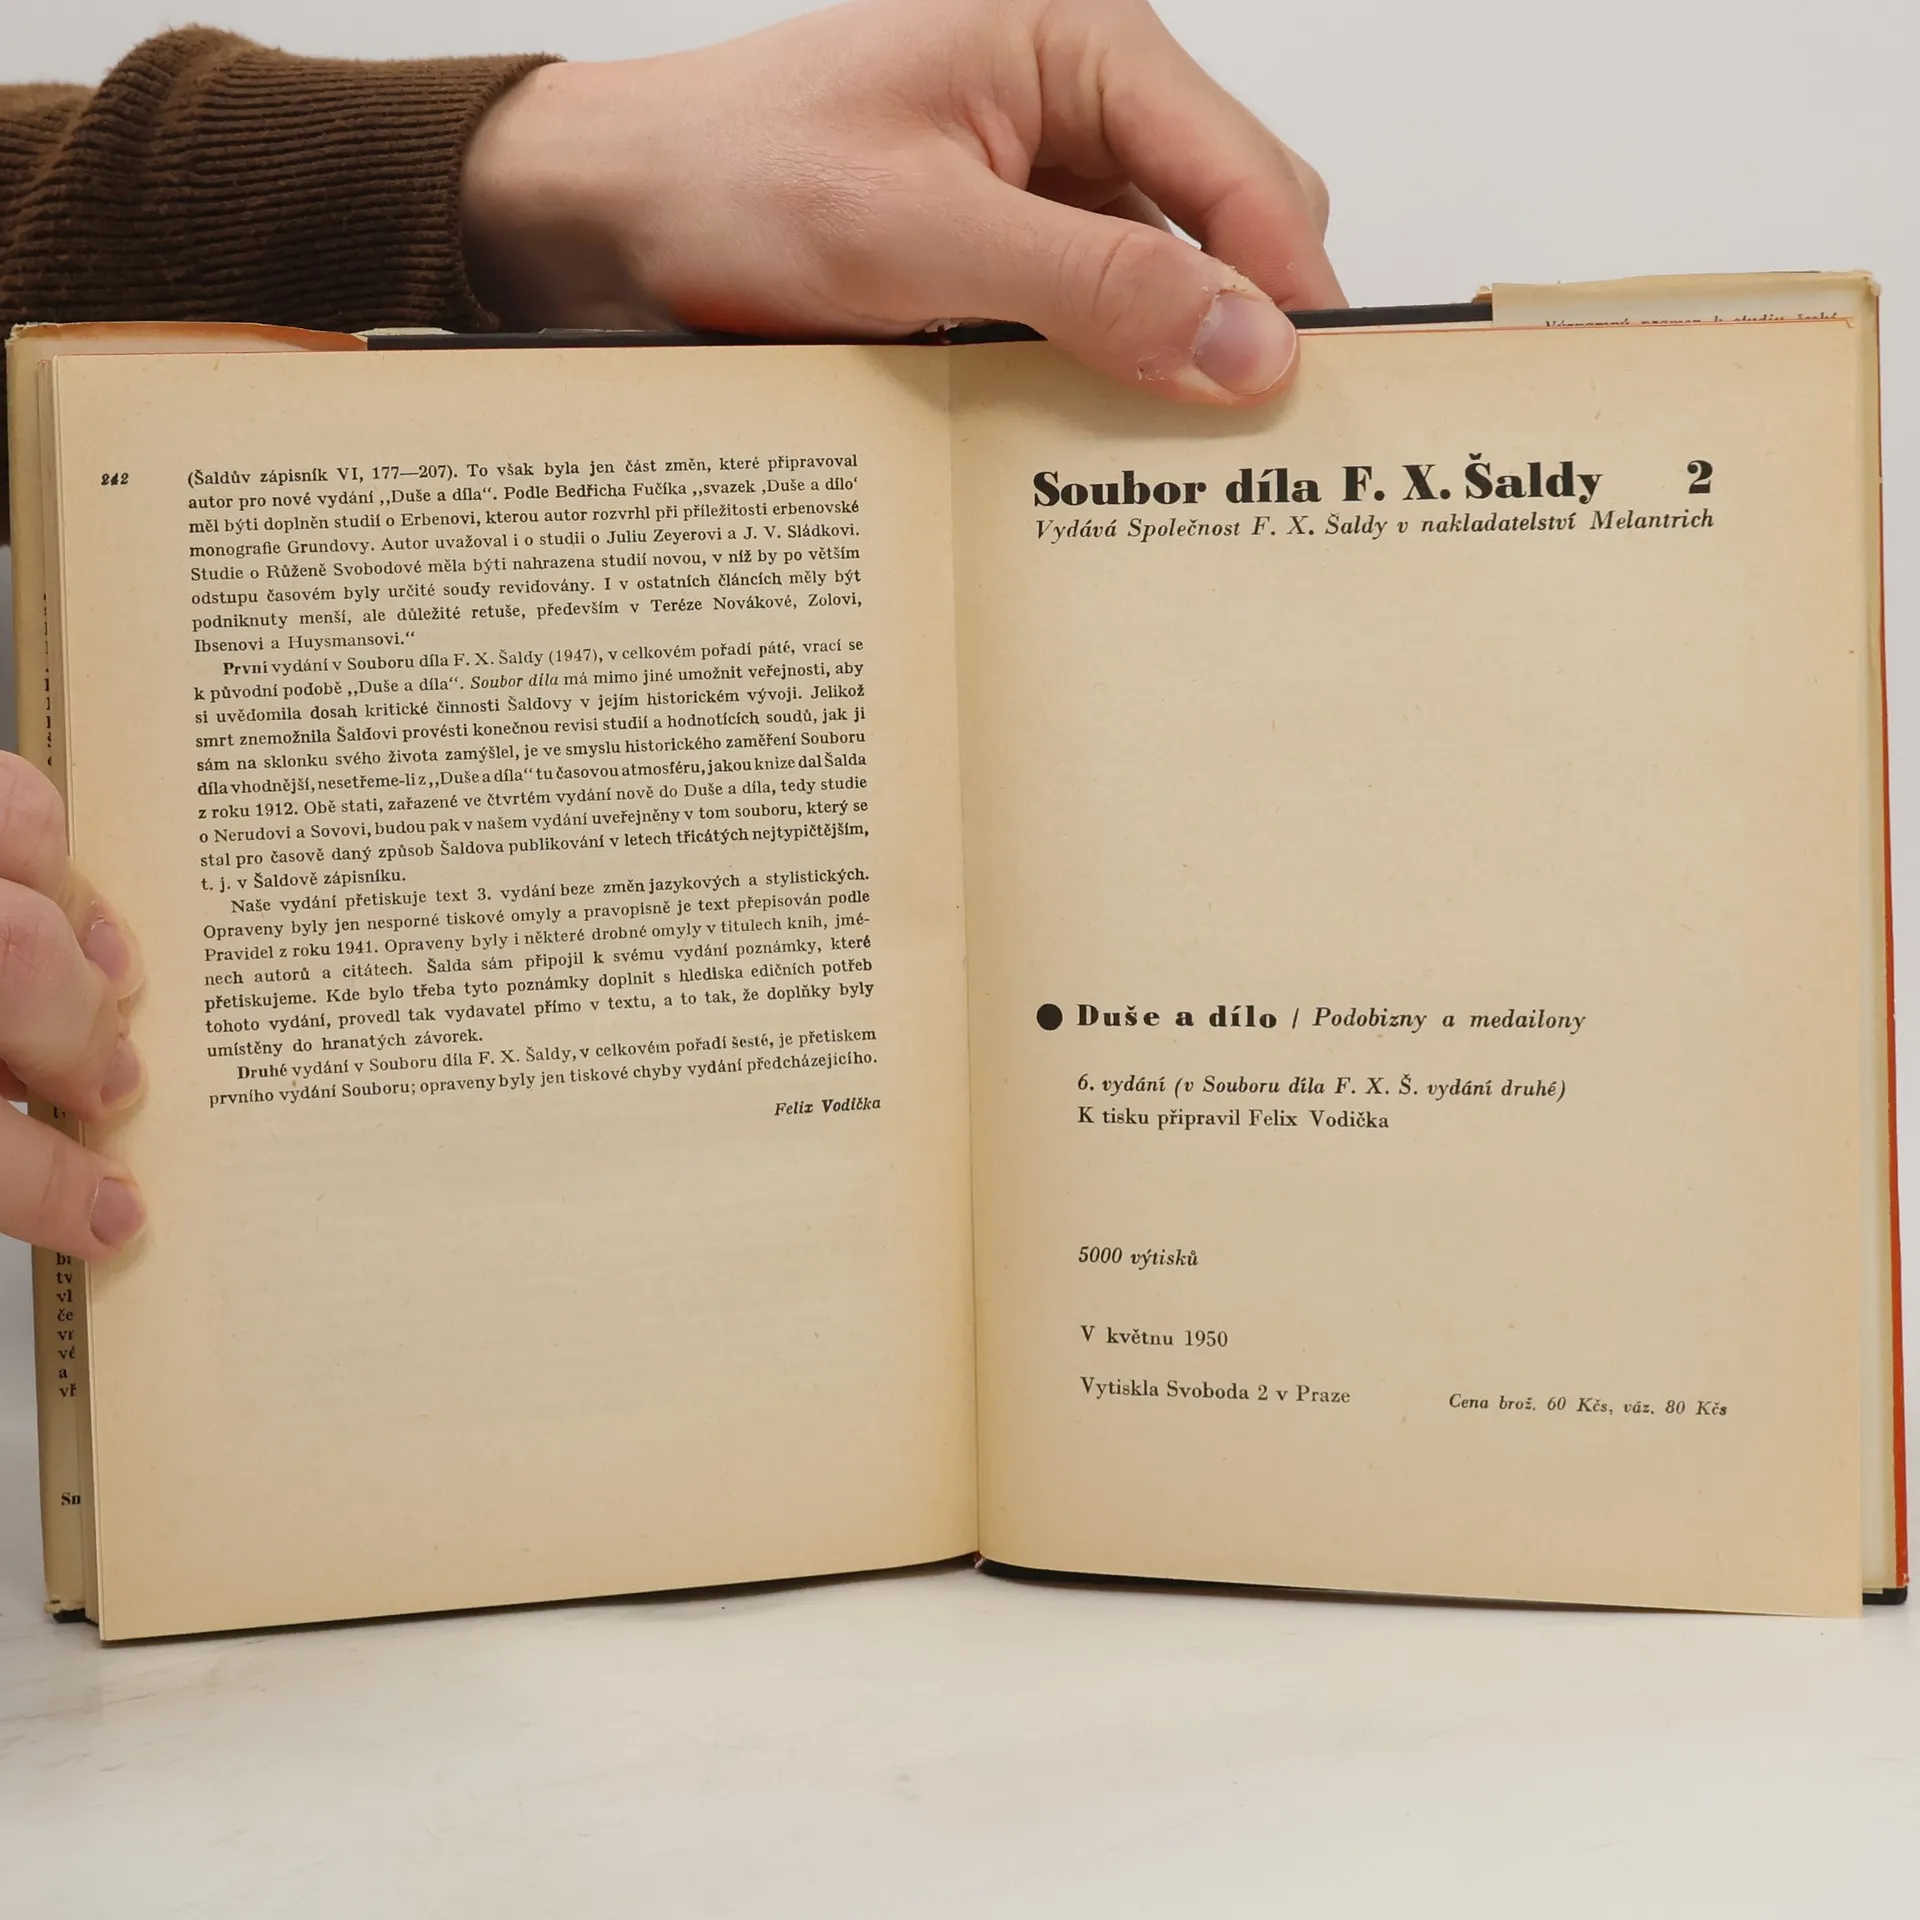 242
(Šaldův zápisník VI, 177—207). To však byla jen část změn, které připravoval
autor pro nové vydání ,,Duše a díla“. Podle Bedřicha Fučíka ,,svazek ‚Duše a dílo‘
měl býti doplněn studií o Erbenovi, kterou autor rozvrhl při příležitosti erbenovské
monografie Grundovy. Autor uvažoval i o studii o Juliu Zeyerovi a J. V. Sládkovi.
Studie o Růženě Svobodové měla býti nahrazena studií novou, v níž by po větším
odstupu časovém byly určité soudy revidovány. I v ostatních článcích měly být
podniknuty menší, ale důležité retuše, především v Teréze Novákové, Zolovi,
Ibsenovi a Huysmansovi.“
První vydání v Souboru díla F. X. Šaldy (1947), v celkovém pořadí páté, vrací se
k původní podobě ,,Duše a díla“. Soubor díla má mimo jiné umožnit veřejnosti, aby
si uvědomila dosah kritické činnosti Šaldovy v jejím historickém vývoji. Jelikož
smrt znemožnila Šaldovi provésti konečnou revisi studií a hodnotících soudů, jak ji
sám na sklonku svého života zamýšlel, je ve smyslu historického zaměření Souboru
díla vhodnější, nesetřeme-li z ,,Duše a díla“ tu časovou atmosféru, jakou knize dal Šalda
z roku 1912. Obě stati, zařazené ve čtvrtém vydání nově do Duše a díla, tedy studie
o Nerudovi a Sovovi, budou pak v našem vydání uveřejněny v tom souboru, který se
stal pro časově daný způsob Šaldova publikování v letech třicátých nejtypičtějším,
t. j. v Šaldově zápisníku.
Naše vydání přetiskuje text 3. vydání beze změn jazykových a stylistických.
Opraveny byly jen nesporné tiskové omyly a pravopisně je text přepisován podle
Pravidel z roku 1941. Opraveny byly i některé drobné omyly v titulech knih, jmé-
nech autorů a citátech. Šalda sám připojil k svému vydání poznámky, které
přetiskujeme. Kde bylo třeba tyto poznámky doplnit s hlediska edičních potřeb
tohoto vydání, provedl tak vydavatel přímo v textu, a to tak, že doplňky byly
umístěny do hranatých závorek.
Druhé vydání v Souboru díla F. X. Šaldy, v celkovém pořadí šesté, je přetiskem
prvního vydání Souboru; opraveny byly jen tiskové chyby vydání předcházejícího.
Felix Vodička
tv
vl
če
vr
vé
a
vř
Sn
Významný pramen k studiu české
Soubor díla F. X. Šaldy 2
Vydává Společnost F. X. Šaldy v nakladatelství Melantrich
● Duše a dílo / Podobizny a medailony
6. vydání (v Souboru díla F. X. Š. vydání druhé)
K tisku připravil Felix Vodička
5000 výtisků
V květnu 1950
Vytiskla Svoboda 2 v Praze
Cena brož. 60 Kčs, váz. 80 Kčs